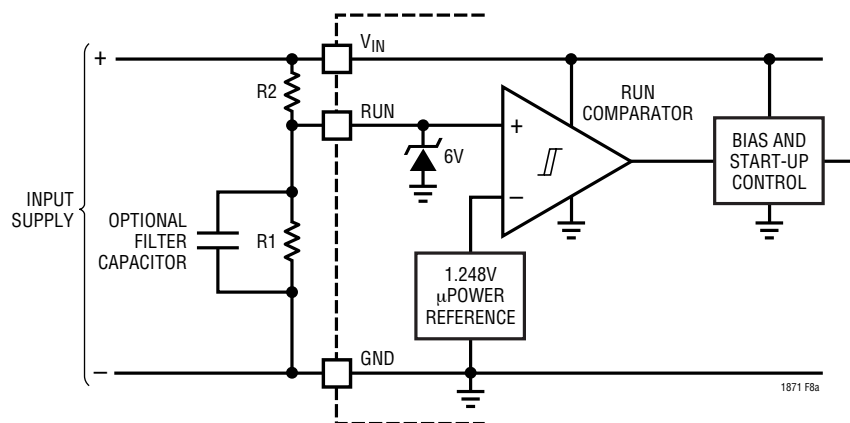 +
V_IN
R2
RUN
6V
+
−
RUN
COMPARATOR
BIAS AND
START-UP
CONTROL
INPUT
SUPPLY
OPTIONAL
FILTER
CAPACITOR
R1
1.248V
µPOWER
REFERENCE
−
GND
1871 F8a